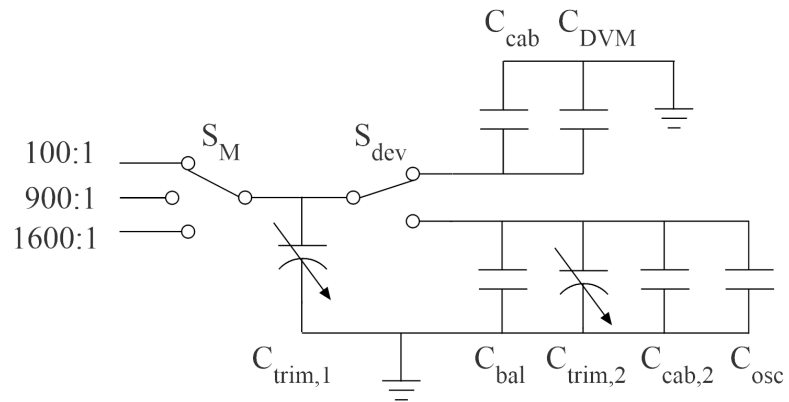 C_cab C_DVM
100:1 S_M S_dev
900:1
1600:1
C_trim,1 C_bal C_trim,2 C_cab,2 C_osc